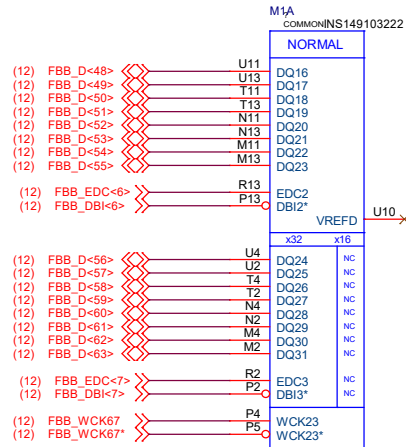 M1A
COMMON INS149103222
NORMAL
(12) FBB_D<48> U11 DQ16
(12) FBB_D<49> U13 DQ17
(12) FBB_D<50> T11 DQ18
(12) FBB_D<51> T13 DQ19
(12) FBB_D<52> N11 DQ20
(12) FBB_D<53> N13 DQ21
(12) FBB_D<54> M11 DQ22
(12) FBB_D<55> M13 DQ23
(12) FBB_EDC<6> R13 EDC2
(12) FBB_DBI<6> P13 DBI2*
VREFD U10
x32 x16
(12) FBB_D<56> U4 DQ24 NC
(12) FBB_D<57> U2 DQ25 NC
(12) FBB_D<58> T4 DQ26 NC
(12) FBB_D<59> T2 DQ27 NC
(12) FBB_D<60> N4 DQ28 NC
(12) FBB_D<61> N2 DQ29 NC
(12) FBB_D<62> M4 DQ30 NC
(12) FBB_D<63> M2 DQ31 NC
(12) FBB_EDC<7> R2 EDC3 NC
(12) FBB_DBI<7> P2 DBI3* NC
(12) FBB_WCK67 P4 WCK23
(12) FBB_WCK67* P5 WCK23*